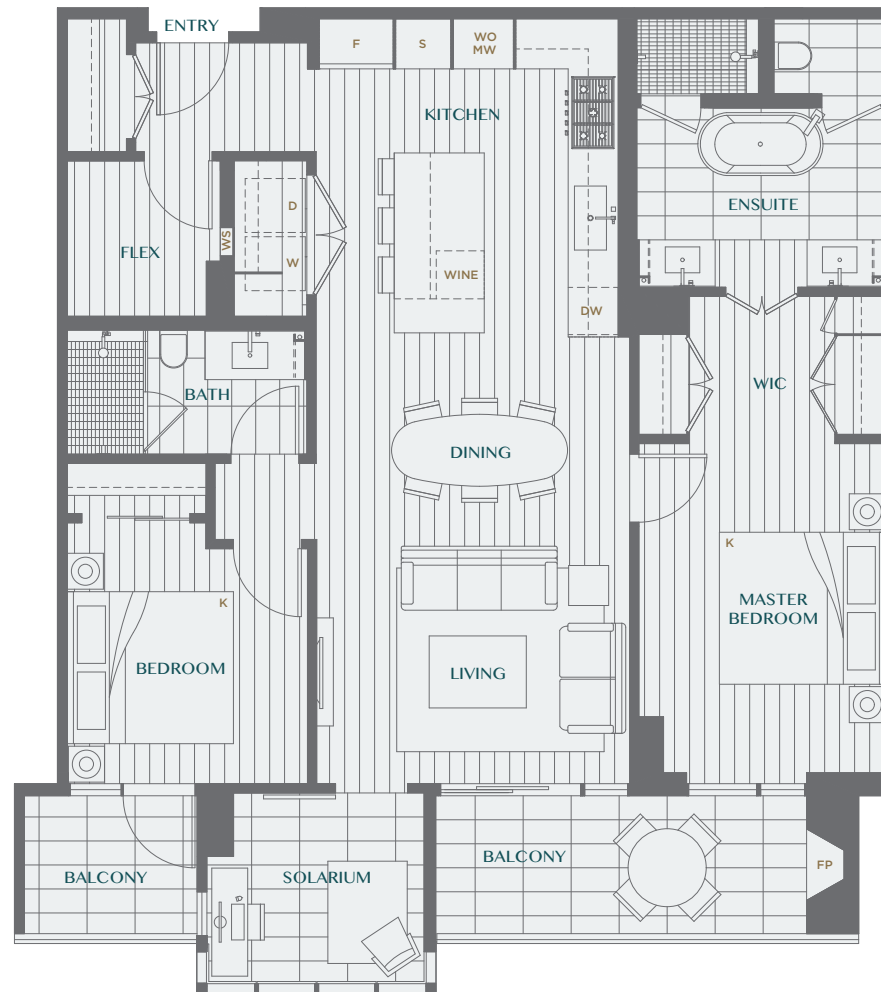 ENTRY
F
S
WO
MW
KITCHEN
D
ENSUITE
WS
FLEX
W
WINE
DW
WIC
BATH
DINING
K
K
MASTER
BEDROOM
BEDROOM
LIVING
BALCONY
FP
BALCONY
SOLARIUM